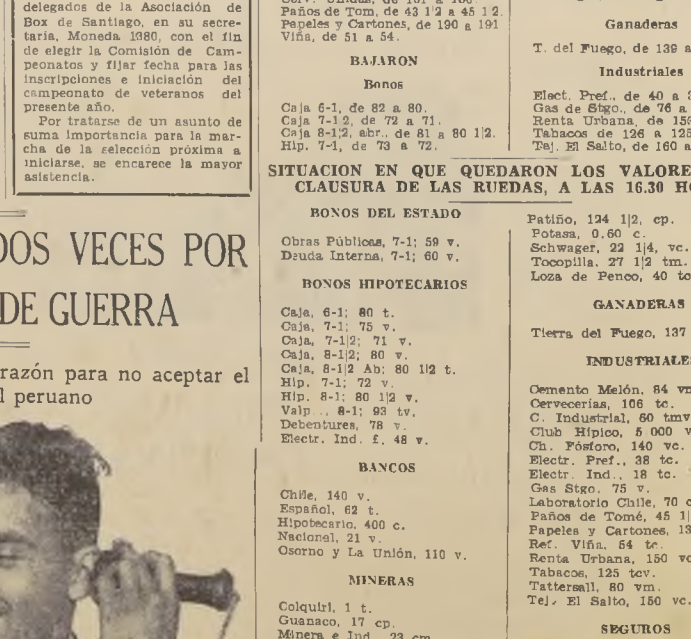 delegados de la Asociación de
Box de Santiago, en su secre-
taría, Moneda 1980, con el fin
de elegir la Comisión de Cam-
peonatos y fijar fecha para las
inscripciones e iniciación del
campeonato de veteranos del
presente año.
Por tratarse de un asunto de
suma importancia para la mar-
cha de la selección próxima a
iniciarse, se encarece la mayor
asistencia.
DOS VECES POR
DE GUERRA
razón para no aceptar el
l peruano
Paños de Tom, de 43 1|2 a 45 1|2.
Papeles y Cartones, de 190 a 191
Viña, de 51 a 54.
BAJARON
Bonos
Caja 6-1, de 82 a 80.
Caja 7-1|2, de 72 a 71.
Caja 8-1|2, abr., de 81 a 80 1|2.
Hip. 7-1, de 73 a 72.
Ganaderas
T. del Fuego, de 139 a
Industriales
Elect. Pref., de 40 a
Gas de Stgo., de 76 a
Renta Urbana, de
Tabacos de 126 a 125
Tej. El Salto, de 160 a
SITUACION EN QUE QUEDARON LOS VALORE
CLAUSURA DE LAS RUEDAS, A LAS 16.30 HO
BONOS DEL ESTADO
Obras Públicas, 7-1; 59 v.
Deuda Interna, 7-1; 60 v.
BONOS HIPOTECARIOS
Caja, 6-1; 80 t.
Caja, 7-1; 75 v.
Caja, 7-1|2; 71 v.
Caja, 8-1|2; 80 v.
Caja, 8-1|2 Ab; 80 1|2 t.
Hip. 7-1; 72 v.
Hip. 8-1; 80 1|2 v.
Valp..., 8-1; 93 tv.
Debentures, 78 v.
Electr. Ind. £. 48 v.
BANCOS
Chile, 140 v.
Español, 62 t.
Hipotecario, 400 c.
Nacional, 21 v.
Osorno y La Unión, 110 v.
MINERAS
Colquiri, 1 t.
Guanaco, 17 cp.
Minera e Ind., 23 cm.
Patiño, 124 1|2, cp.
Potasa, 0.60 c.
Schwager, 22 1|4, vc.
Tocopilla, 27 1|2 tm.
Loza de Penco, 40 tc
GANADERAS
Tierra del Fuego, 137
INDUSTRIALES
Cemento Melón, 84 vm
Cervecerías, 106 tc.
C. Industrial, 60 tmv
Club Hípico, 5 000 v
Ch. Fósforo, 140 vc.
Electr. Pref., 38 tc.
Electr. Ind., 18 tc.
Gas Stgo. 75 v.
Laboratorio Chile, 70 c
Paños de Tomé, 45 1|
Papeles y Cartones, 19
Ref. Viña, 54 tc.
Renta Urbana, 150 vc
Tabacos, 125 tcv.
Tattersall, 80 vm.
Tej. El Salto, 150 vc.
SEGUROS